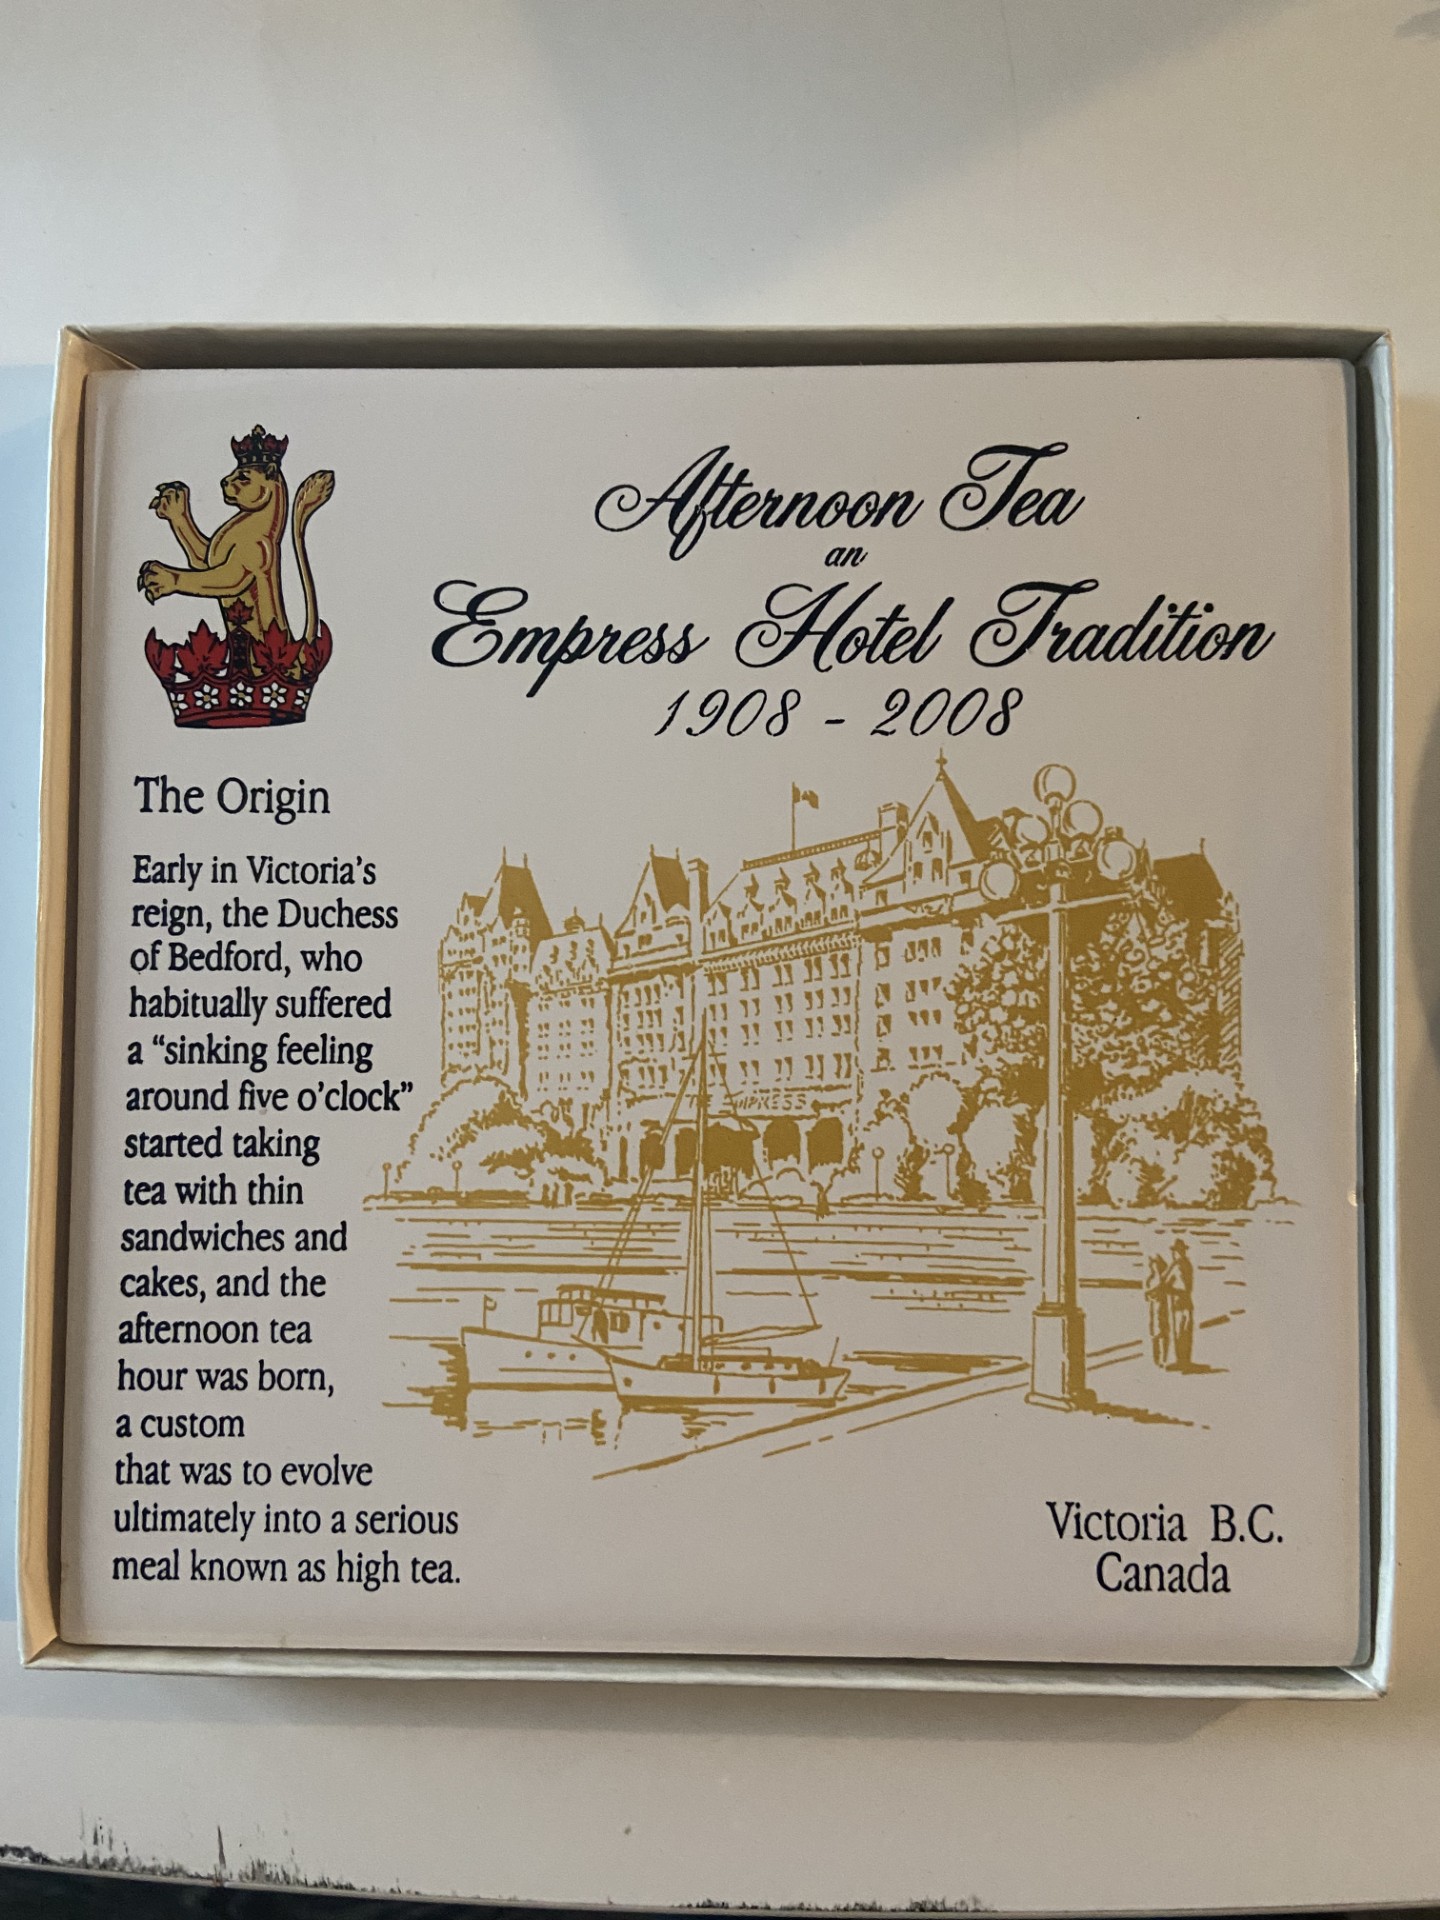 Afternoon Tea
an
Empress Hotel Tradition
1908 - 2008
The Origin
Early in Victoria's
reign, the Duchess
of Bedford, who
habitually suffered
a “sinking feeling
around five o'clock”
started taking
tea with thin
sandwiches and
cakes, and the
afternoon tea
hour was born,
a custom
that was to evolve
ultimately into a serious
meal known as high tea.
THE EMPRESS
Victoria B.C.
Canada